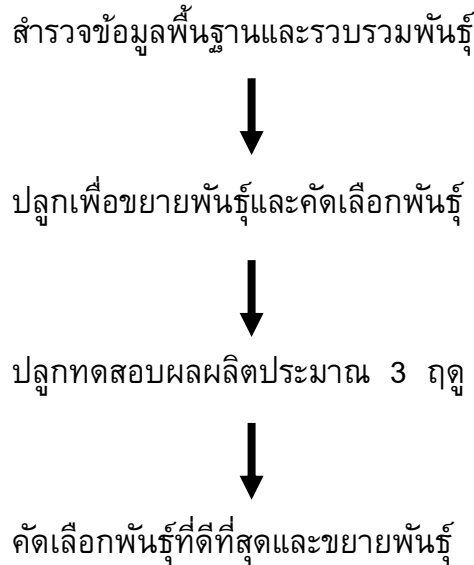 สำรวจข้อมูลพื้นฐานและรวบรวมพันธุ์
ปลูกเพื่อขยายพันธุ์และคัดเลือกพันธุ์
ปลูกทดสอบผลผลิตประมาณ 3 ฤดู
คัดเลือกพันธุ์ที่ดีที่สุดและขยายพันธุ์